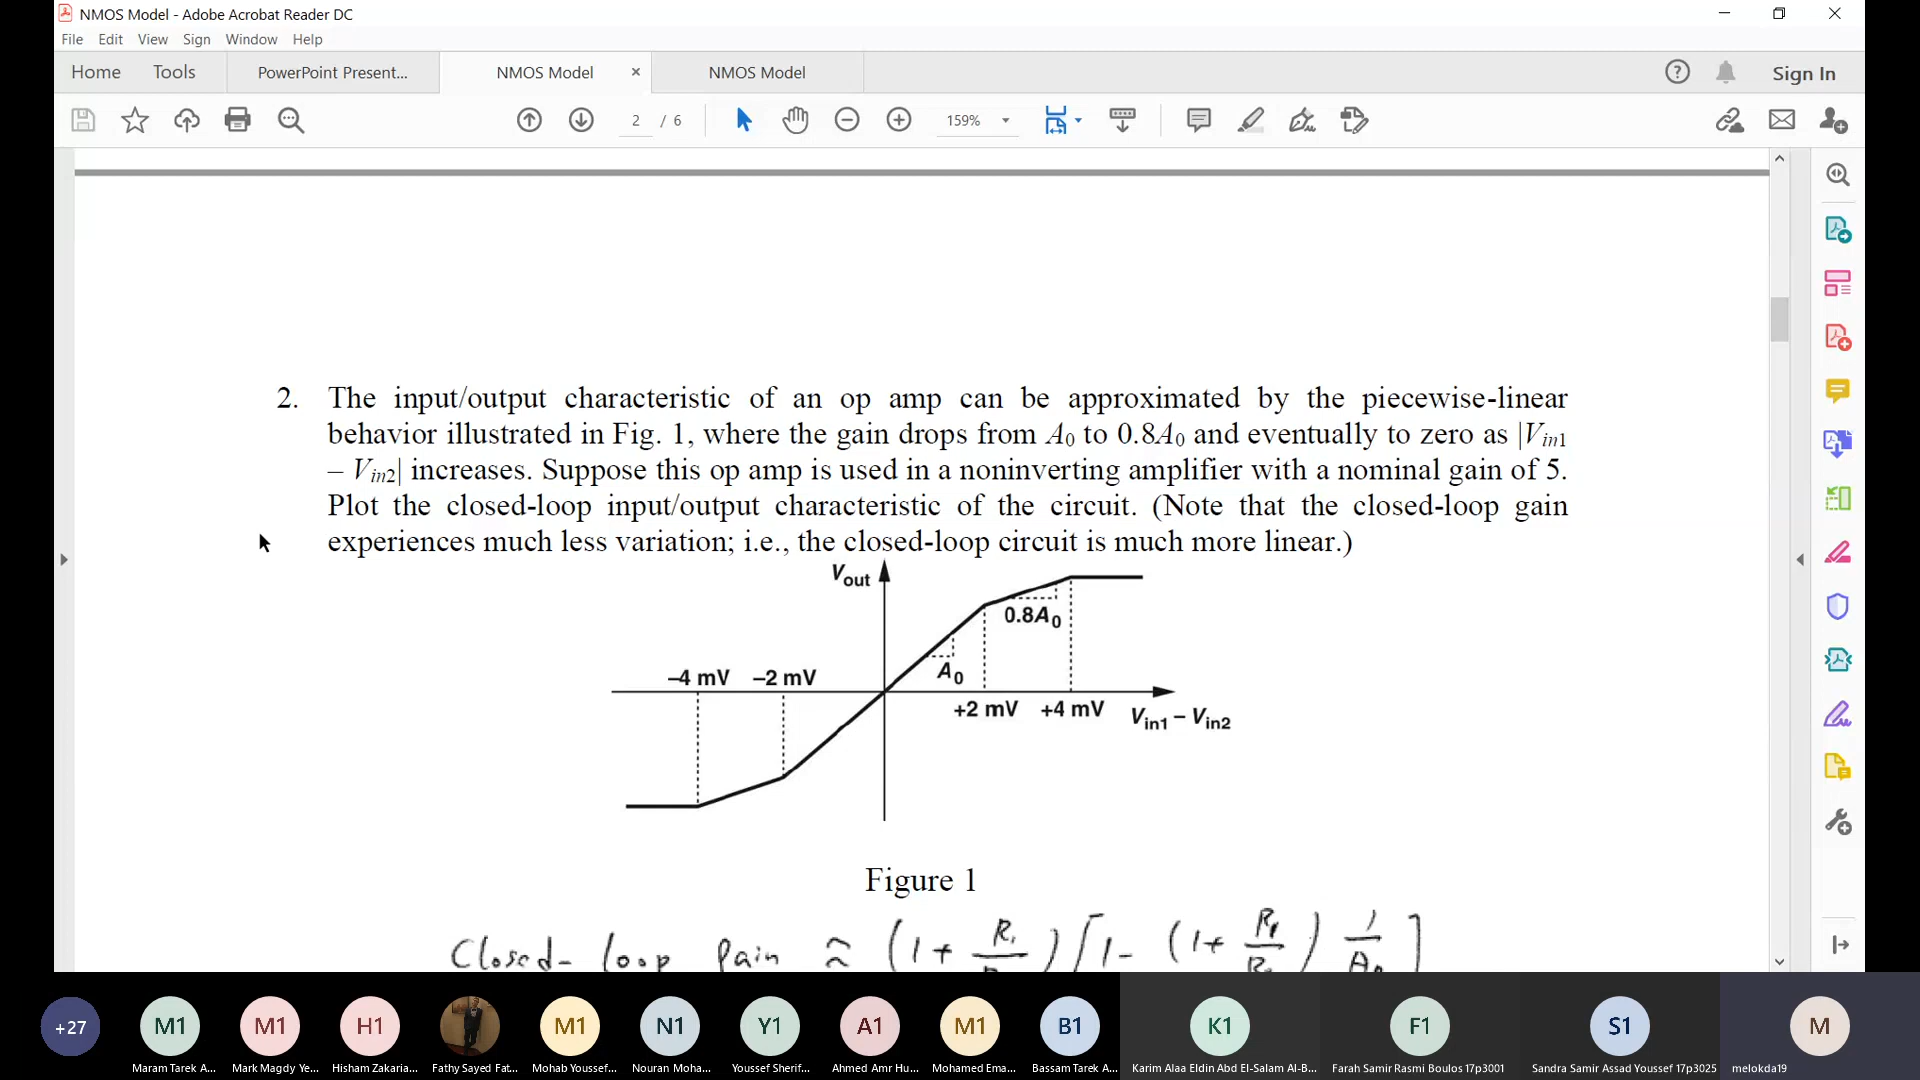 NMOS Model - Adobe Acrobat Reader DC
File Edit View Sign Window Help
Home Tools PowerPoint Present... NMOS Model × NMOS Model Sign In
2 / 6 159%
2. The input/output characteristic of an op amp can be approximated by the piecewise-linear
behavior illustrated in Fig. 1, where the gain drops from A0 to 0.8A0 and eventually to zero as |Vin1
– Vin2| increases. Suppose this op amp is used in a noninverting amplifier with a nominal gain of 5.
Plot the closed-loop input/output characteristic of the circuit. (Note that the closed-loop gain
experiences much less variation; i.e., the closed-loop circuit is much more linear.)
Vout
0.8A0
A0
–4 mV –2 mV
+2 mV +4 mV Vin1 – Vin2
Figure 1
Closed-loop Gain ≈ (1 + R1/ ) [1 - (1 + R1/R2) 1/A0]
+27 M1 M1 H1 M1 N1 Y1 A1 M1 B1 K1 F1 S1 M
Maram Tarek A... Mark Magdy Ye... Hisham Zakaria... Fathy Sayed Fat... Mohab Youssef... Nouran Moha... Youssef Sherif... Ahmed Amr Hu... Mohamed Ema... Bassam Tarek A... Karim Alaa Eldin Abd El-Salam Al-B... Farah Samir Rasmi Boulos 17p3001 Sandra Samir Assad Youssef 17p3025 melokda19